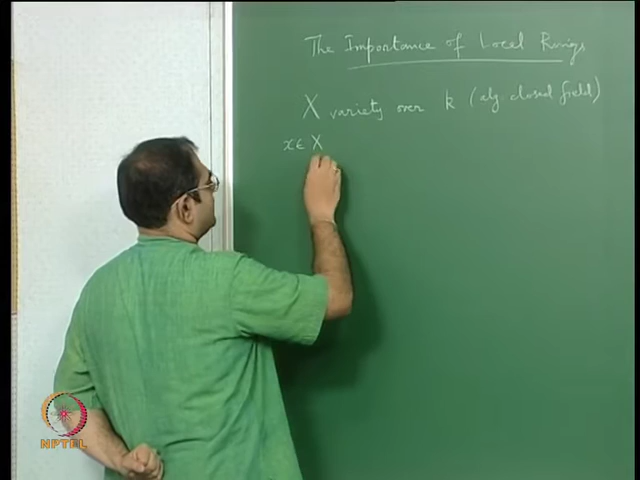 The Importance of Local Rings
X variety over k (alg. closed field)
x ∈ X
NPTEL